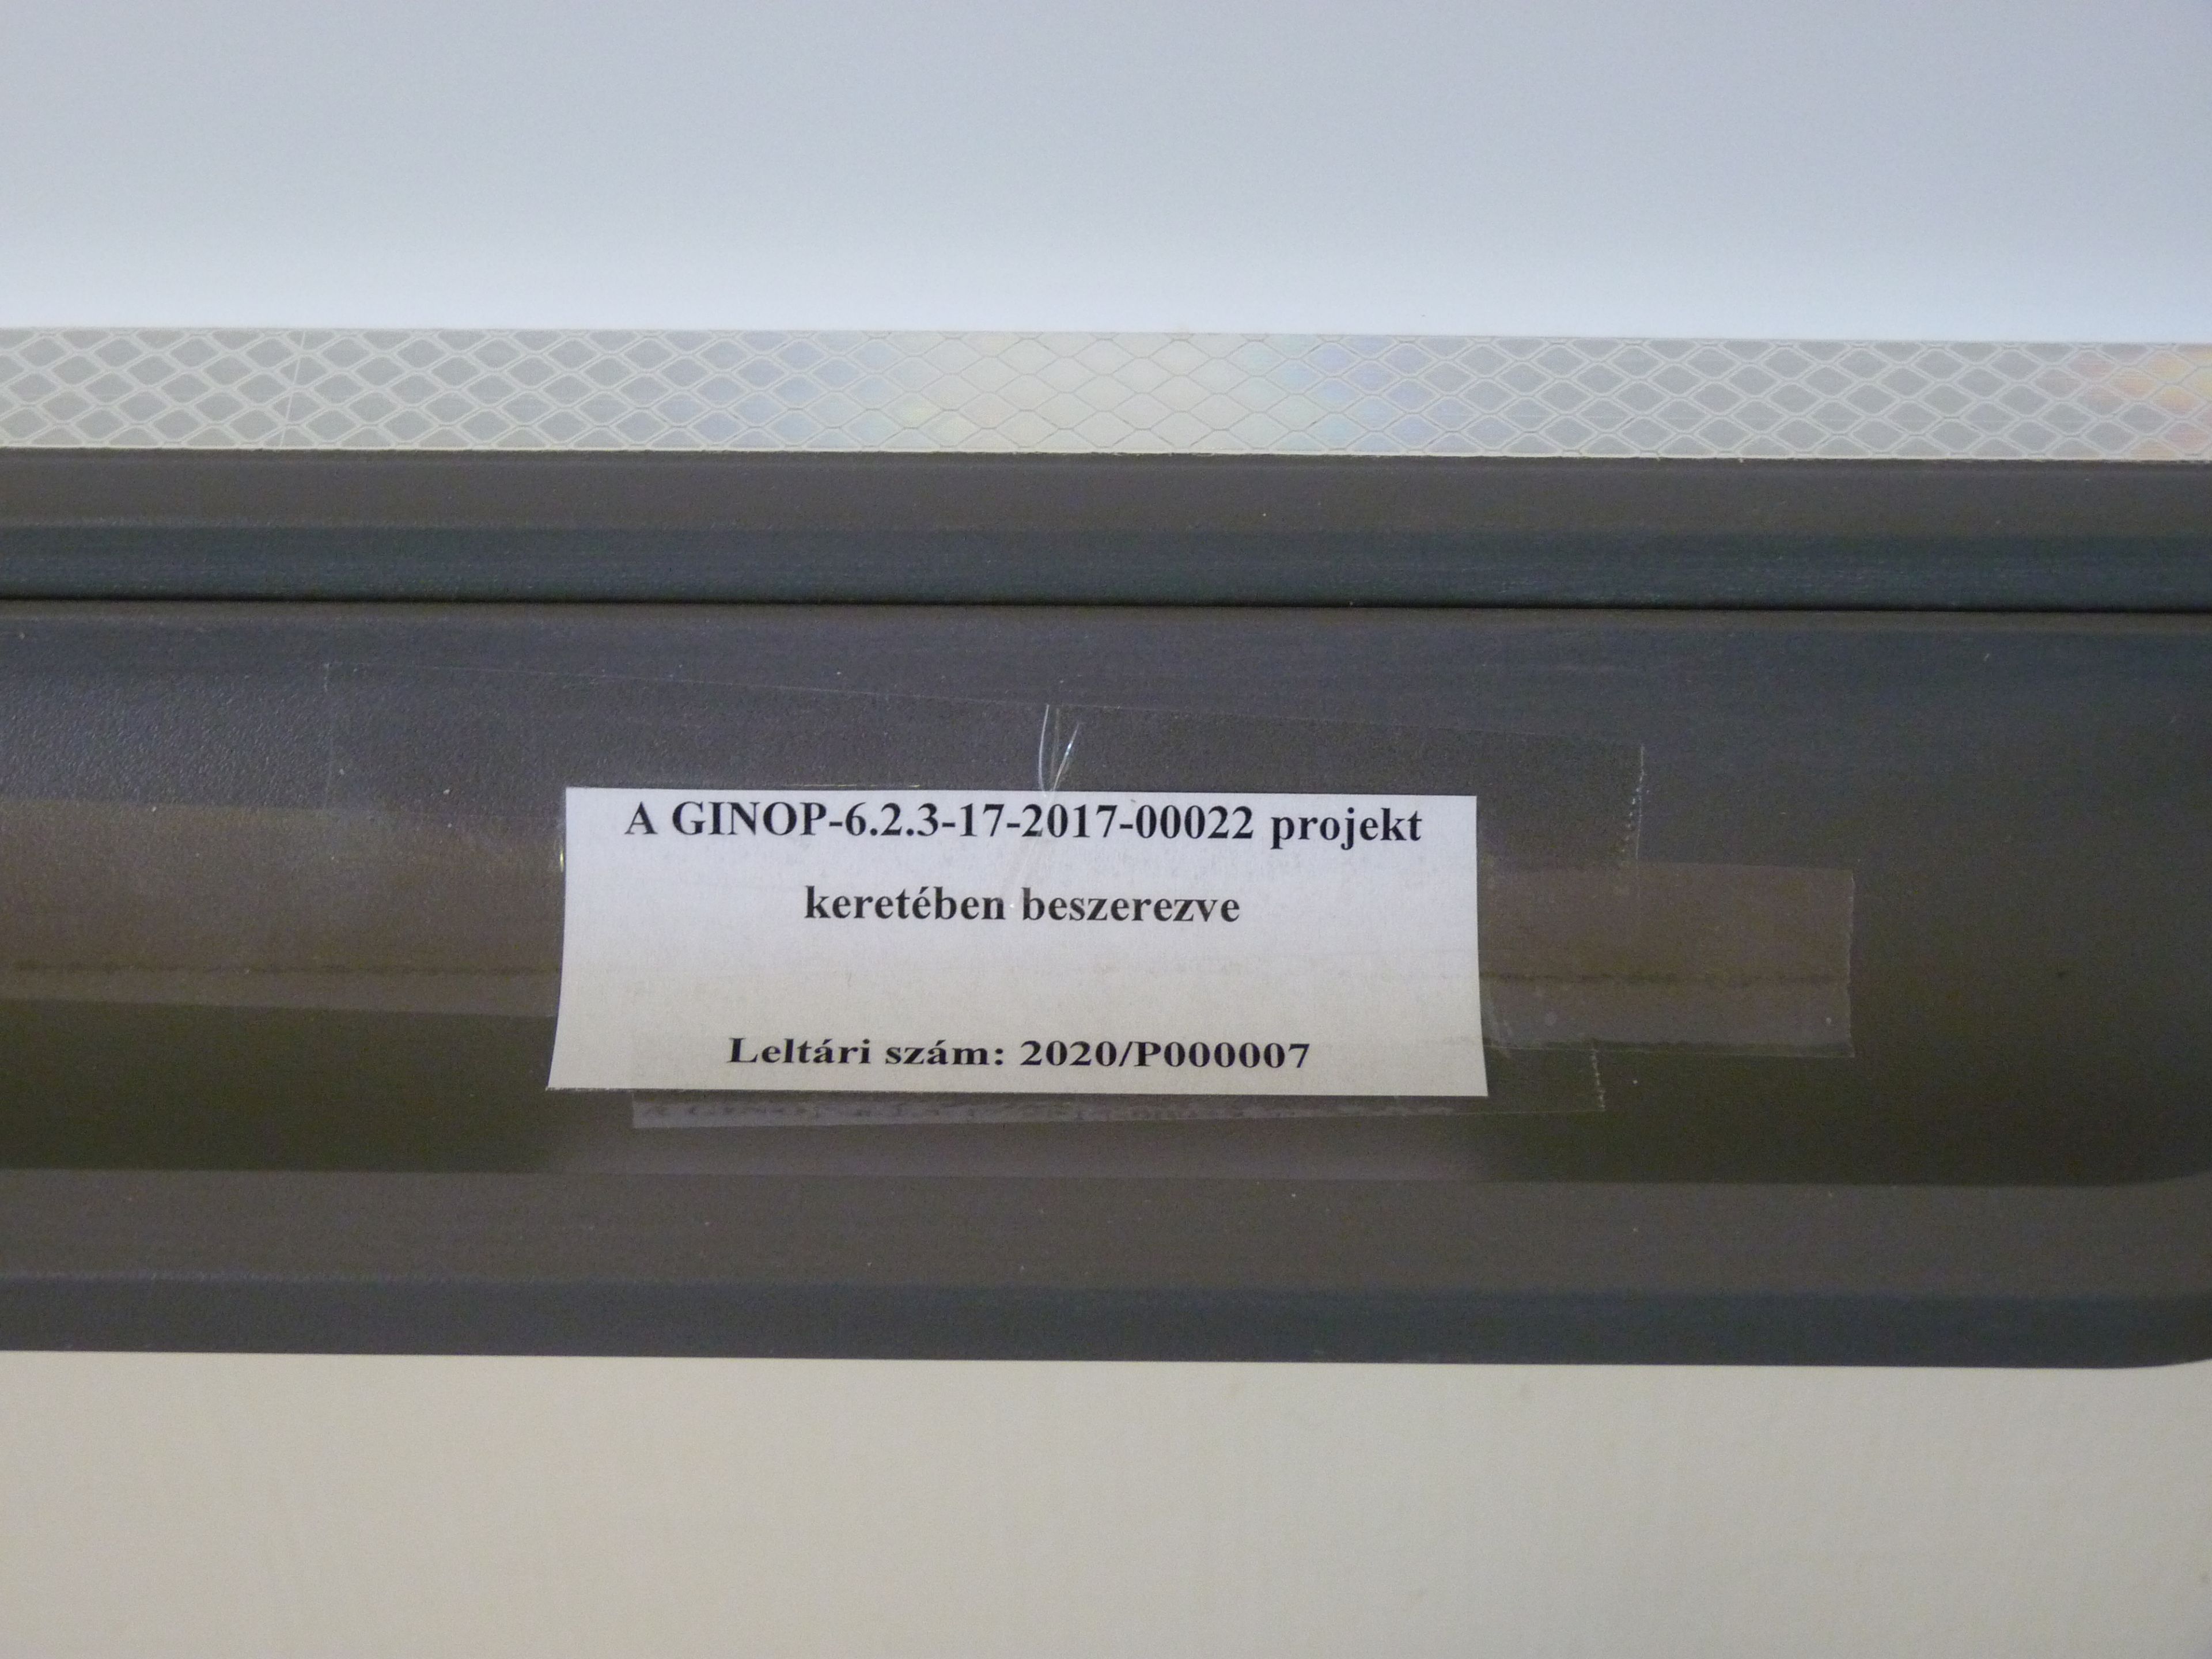 A GINOP-6.2.3-17-2017-00022 projekt
keretében beszerezve
Leltári szám: 2020/P000007